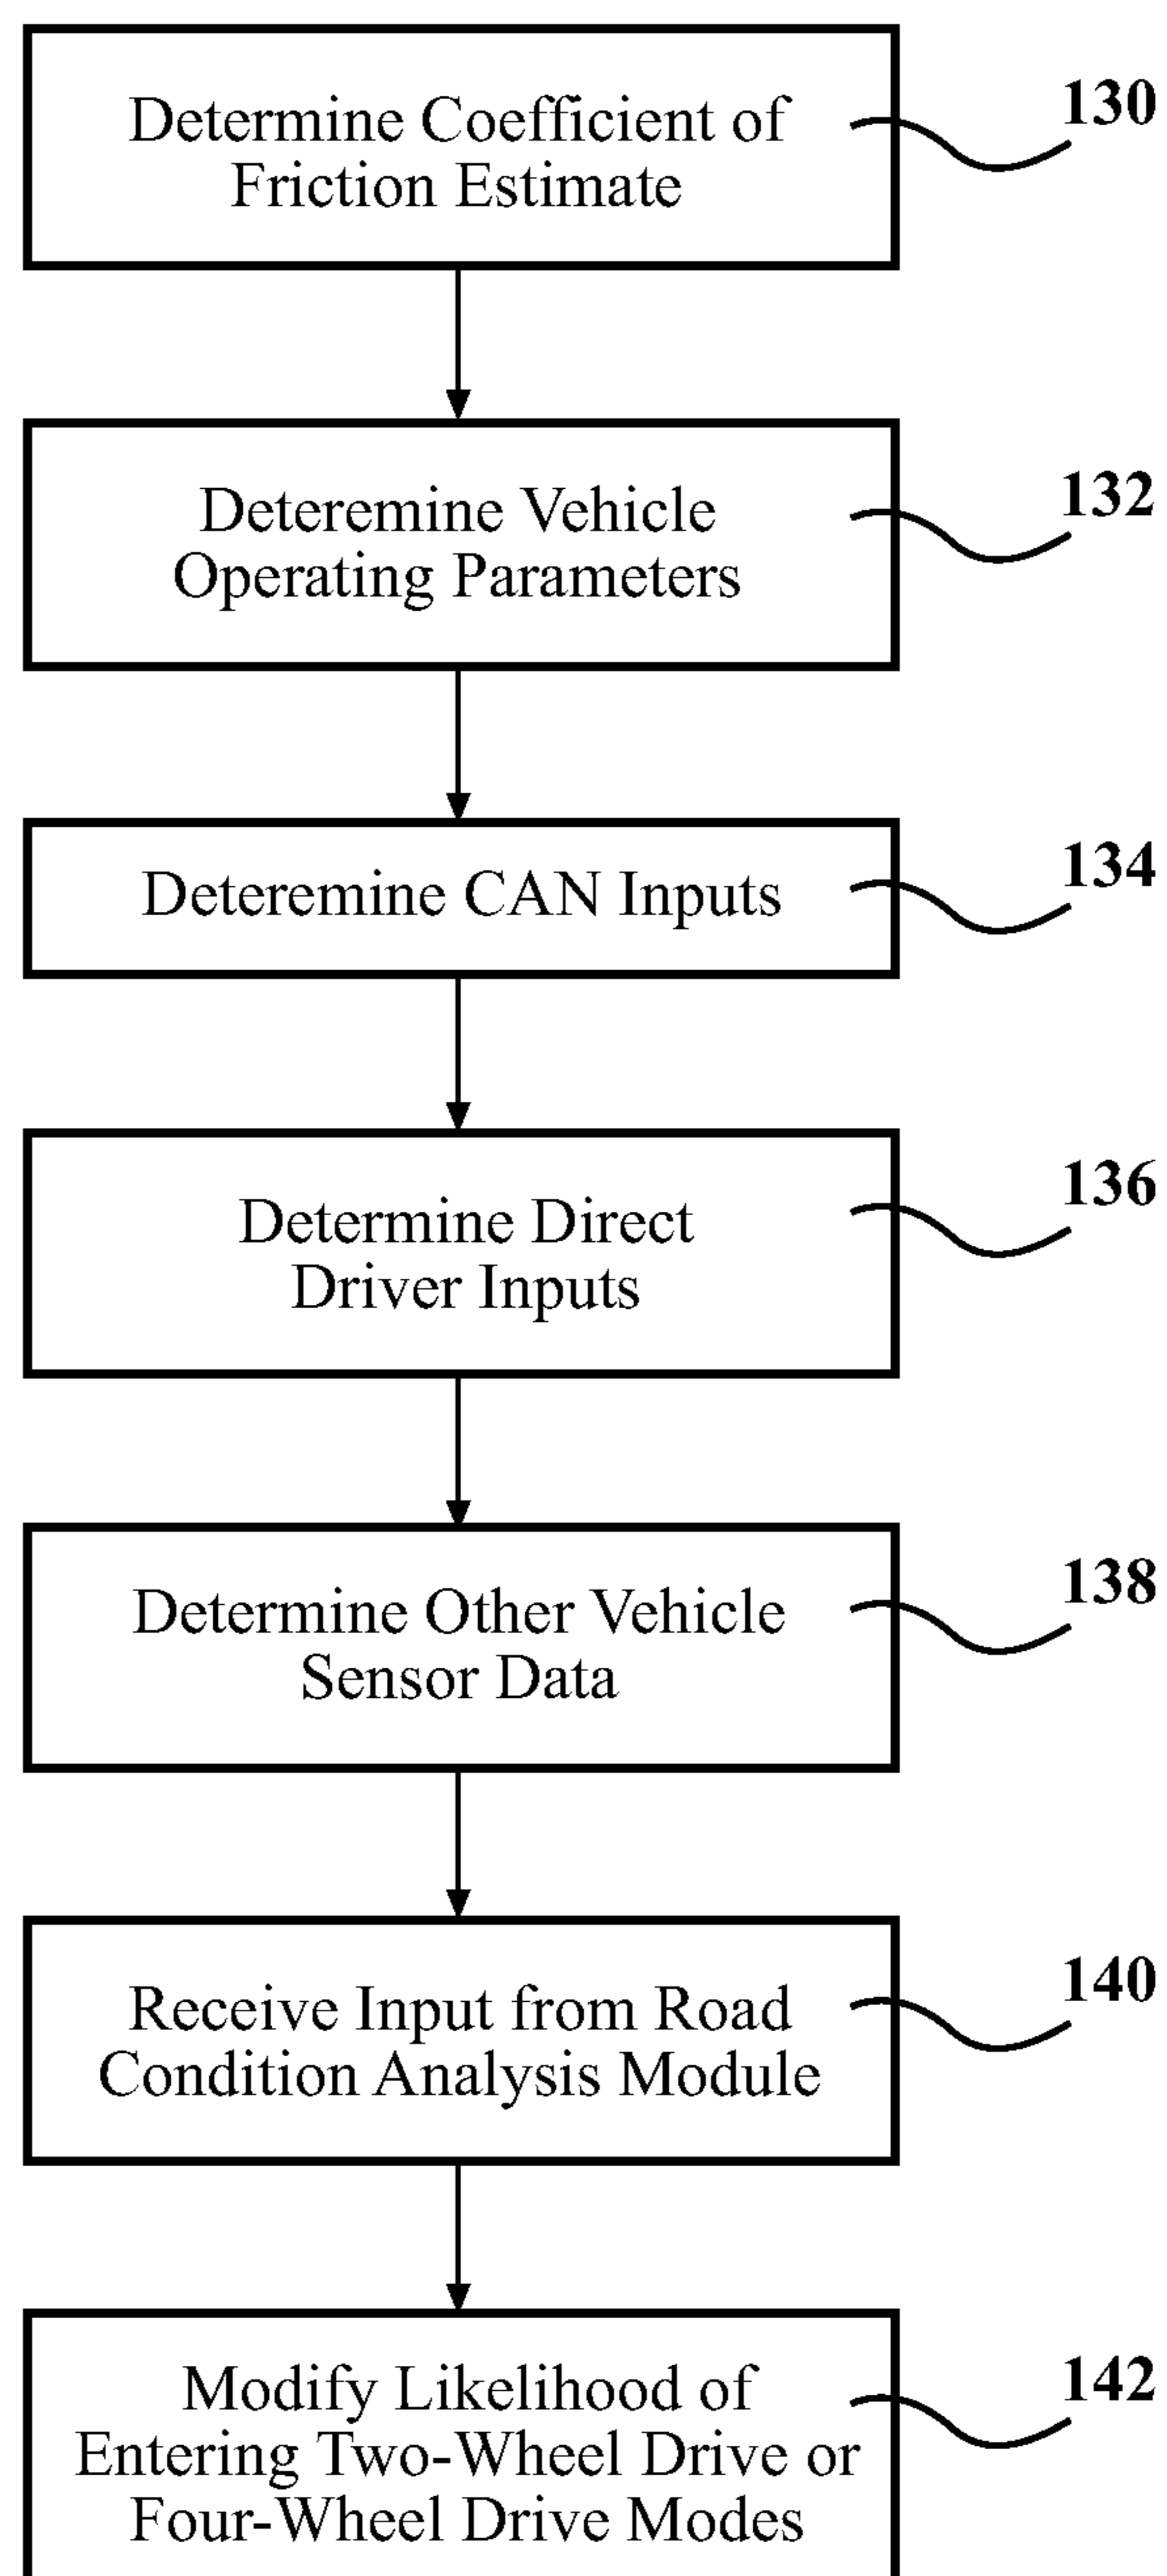 Determine Coefficient of
Friction Estimate
130
Deteremine Vehicle
Operating Parameters
132
Deteremine CAN Inputs
134
Determine Direct
Driver Inputs
136
Determine Other Vehicle
Sensor Data
138
Receive Input from Road
Condition Analysis Module
140
Modify Likelihood of
Entering Two-Wheel Drive or
Four-Wheel Drive Modes
142